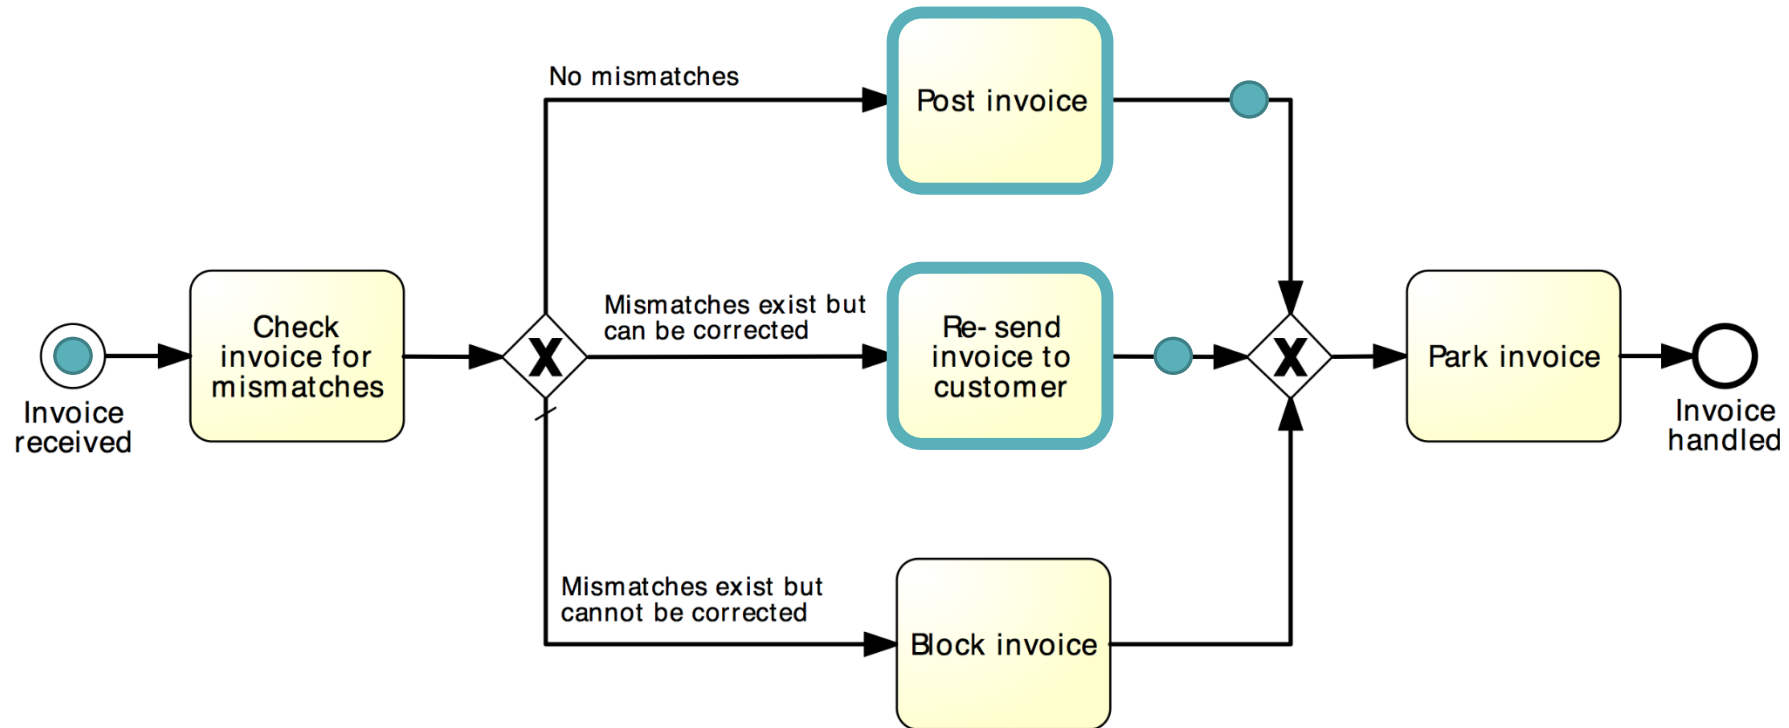 Invoice
received
Check
invoice for
mismatches
X
No mismatches
Mismatches exist but
can be corrected
Mismatches exist but
cannot be corrected
Post invoice
Re-send
invoice to
customer
Block invoice
X
Park invoice
Invoice
handled